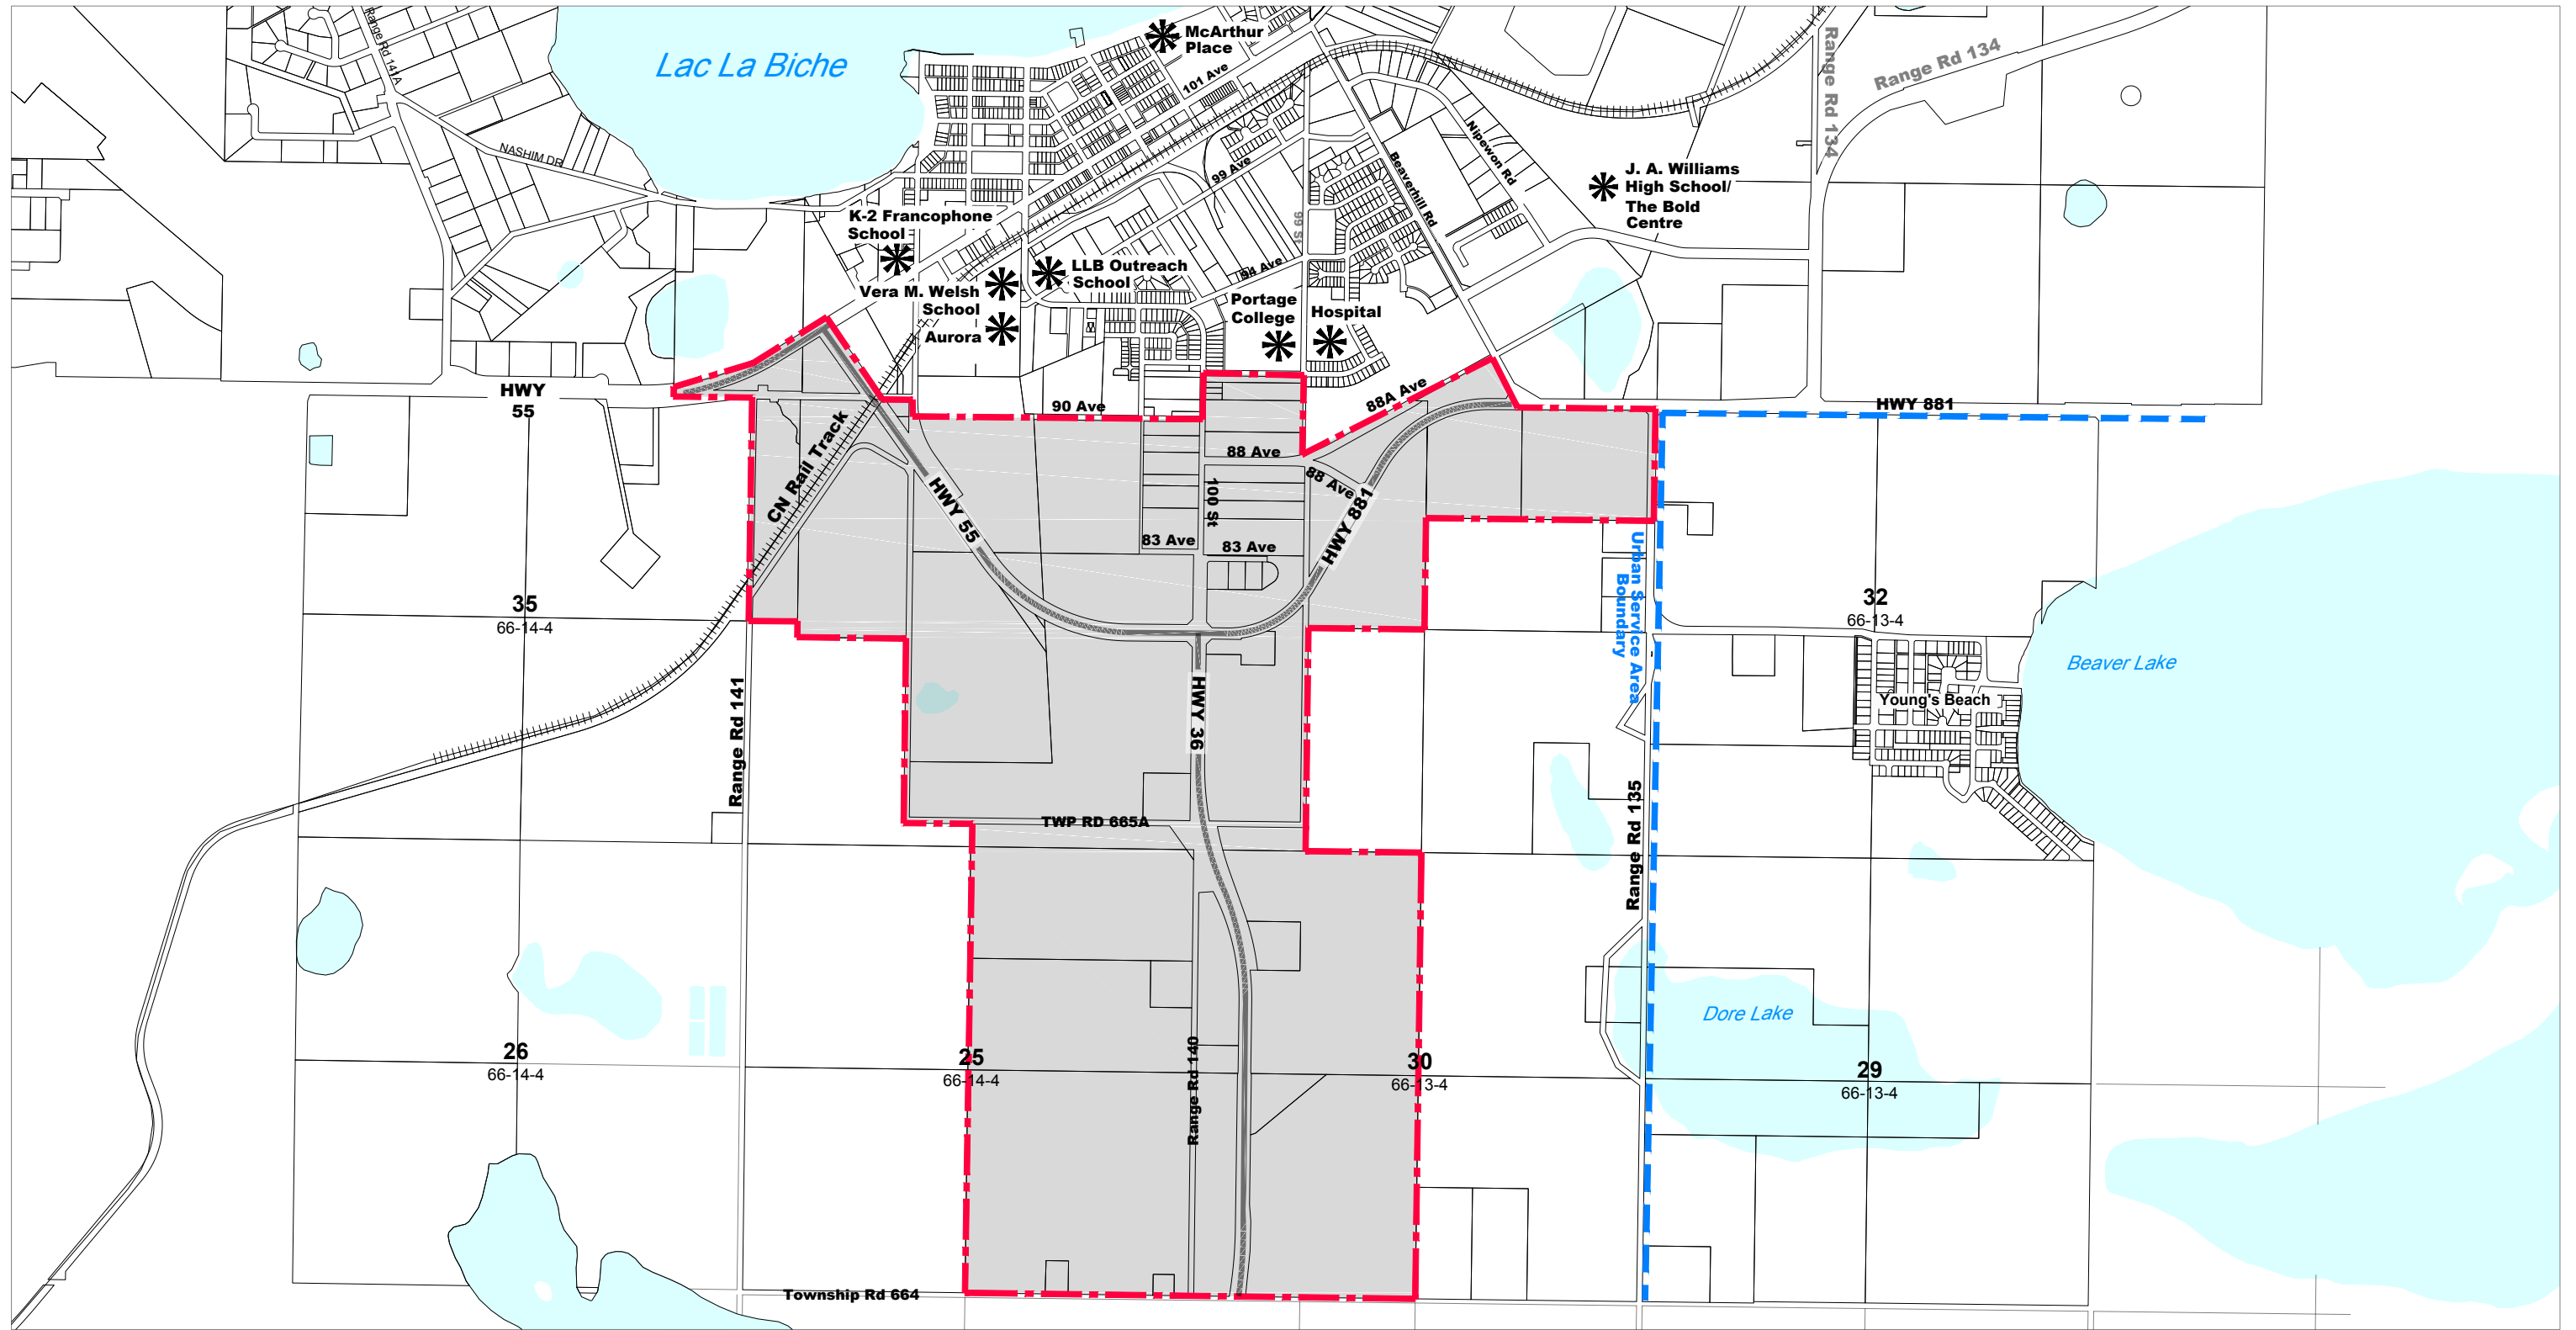 Range Rd 141A
Lac La Biche
McArthur
Place
101 Ave
Range Rd 134
Range Rd 134
NASHIM DR
99 Ave
Nipewon Rd
Beaverhill Rd
J. A. Williams
High School/
The Bold
Centre
K-2 Francophone
School
99 St
LLB Outreach
School
94 Ave
Vera M. Welsh
School
Aurora
Portage
College
Hospital
HWY
55
90 Ave
88A Ave
HWY 881
CN Rail Track
88 Ave
88 Ave
HWY 55
100 St
HWY 881
83 Ave
83 Ave
Urban Service Area
Boundary
35
66-14-4
32
66-13-4
Beaver Lake
Young's Beach
HWY 36
Range Rd 141
Range Rd 135
TWP RD 665A
Dore Lake
26
66-14-4
25
66-14-4
Range Rd 140
30
66-13-4
29
66-13-4
Township Rd 664